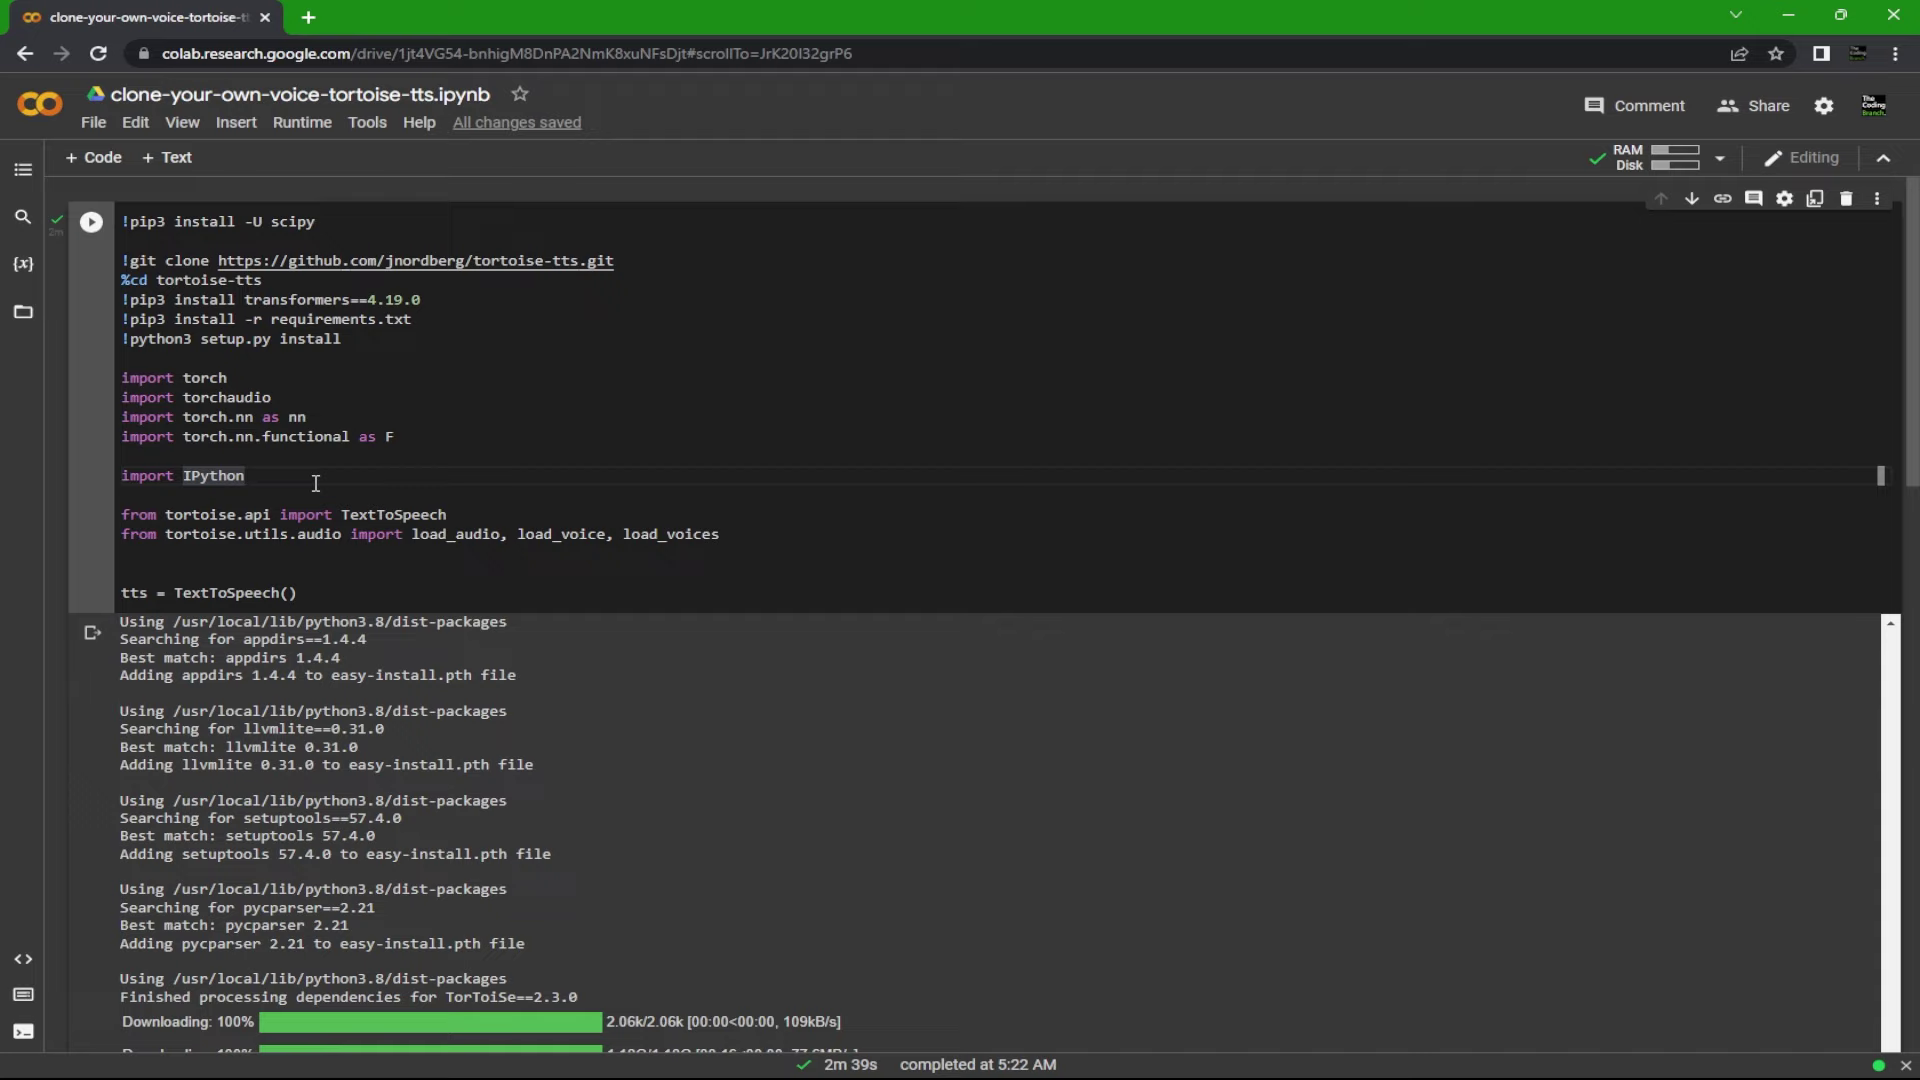 clone-your-own-voice-tortoise-tt
colab.research.google.com/drive/1jt4VG54-bnhigM8DnPA2NmK8xuNFsDjt#scrollTo=JrK20I32grP6
clone-your-own-voice-tortoise-tts.ipynb
Comment Share
The Coding Branch.
File Edit View Insert Runtime Tools Help All changes saved
+ Code + Text
RAM
Disk
Editing
2m
!pip3 install -U scipy
!git clone https://github.com/jnordberg/tortoise-tts.git
%cd tortoise-tts
!pip3 install transformers==4.19.0
!pip3 install -r requirements.txt
!python3 setup.py install
import torch
import torchaudio
import torch.nn as nn
import torch.nn.functional as F
import IPython
from tortoise.api import TextToSpeech
from tortoise.utils.audio import load_audio, load_voice, load_voices
tts = TextToSpeech()
Using /usr/local/lib/python3.8/dist-packages
Searching for appdirs==1.4.4
Best match: appdirs 1.4.4
Adding appdirs 1.4.4 to easy-install.pth file
Using /usr/local/lib/python3.8/dist-packages
Searching for llvmlite==0.31.0
Best match: llvmlite 0.31.0
Adding llvmlite 0.31.0 to easy-install.pth file
Using /usr/local/lib/python3.8/dist-packages
Searching for setuptools==57.4.0
Best match: setuptools 57.4.0
Adding setuptools 57.4.0 to easy-install.pth file
Using /usr/local/lib/python3.8/dist-packages
Searching for pycparser==2.21
Best match: pycparser 2.21
Adding pycparser 2.21 to easy-install.pth file
Using /usr/local/lib/python3.8/dist-packages
Finished processing dependencies for TorToiSe==2.3.0
Downloading: 100% 2.06k/2.06k [00:00<00:00, 109kB/s]
Downloading: 100%
2m 39s completed at 5:22 AM